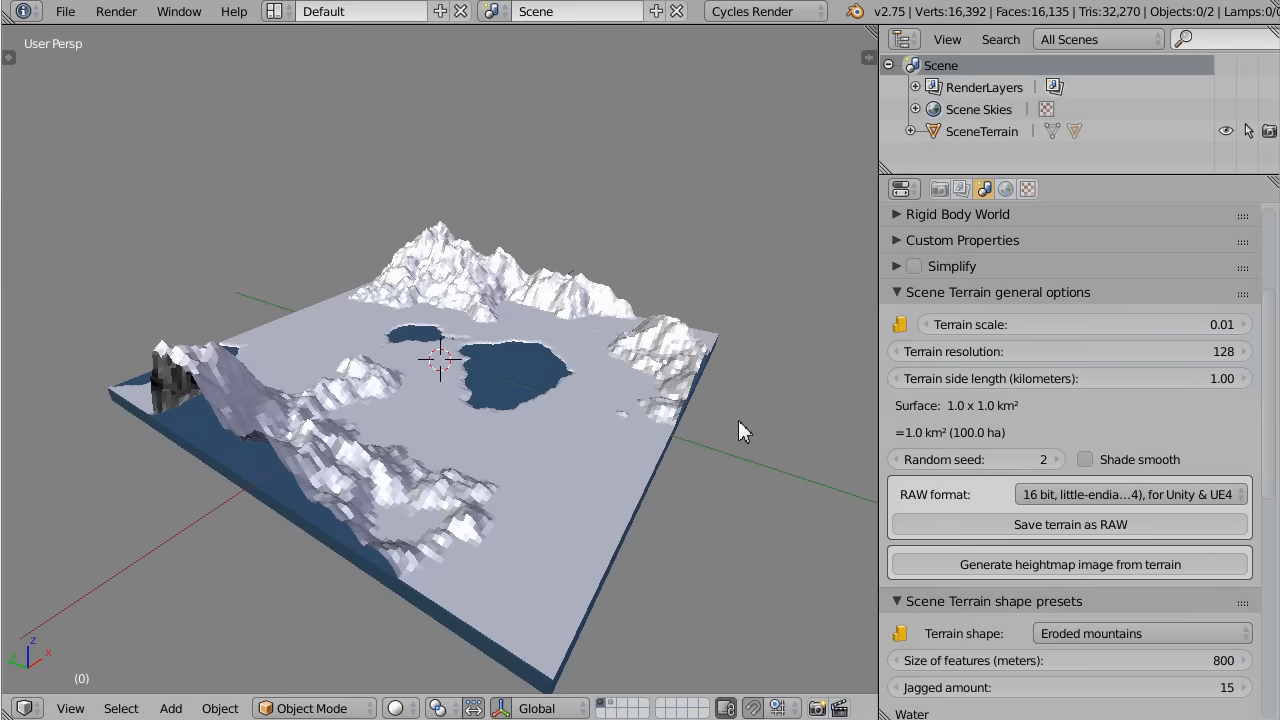 File Render Window Help Default Scene Cycles Render v2.75 | Verts:16,392 | Faces:16,135 | Tris:32,270 | Objects:0/2 | Lamps:0/
User Persp
View Search All Scenes
Scene
RenderLayers
Scene Skies
SceneTerrain
Rigid Body World
Custom Properties
Simplify
Scene Terrain general options
Terrain scale: 0.01
Terrain resolution: 128
Terrain side length (kilometers): 1.00
Surface: 1.0 x 1.0 km²
=1.0 km² (100.0 ha)
Random seed: 2 Shade smooth
RAW format: 16 bit, little-endia...4), for Unity & UE4
Save terrain as RAW
Generate heightmap image from terrain
Scene Terrain shape presets
Terrain shape: Eroded mountains
Size of features (meters): 800
Jagged amount: 15
Water
z
x
y
(0)
View Select Add Object Object Mode Global